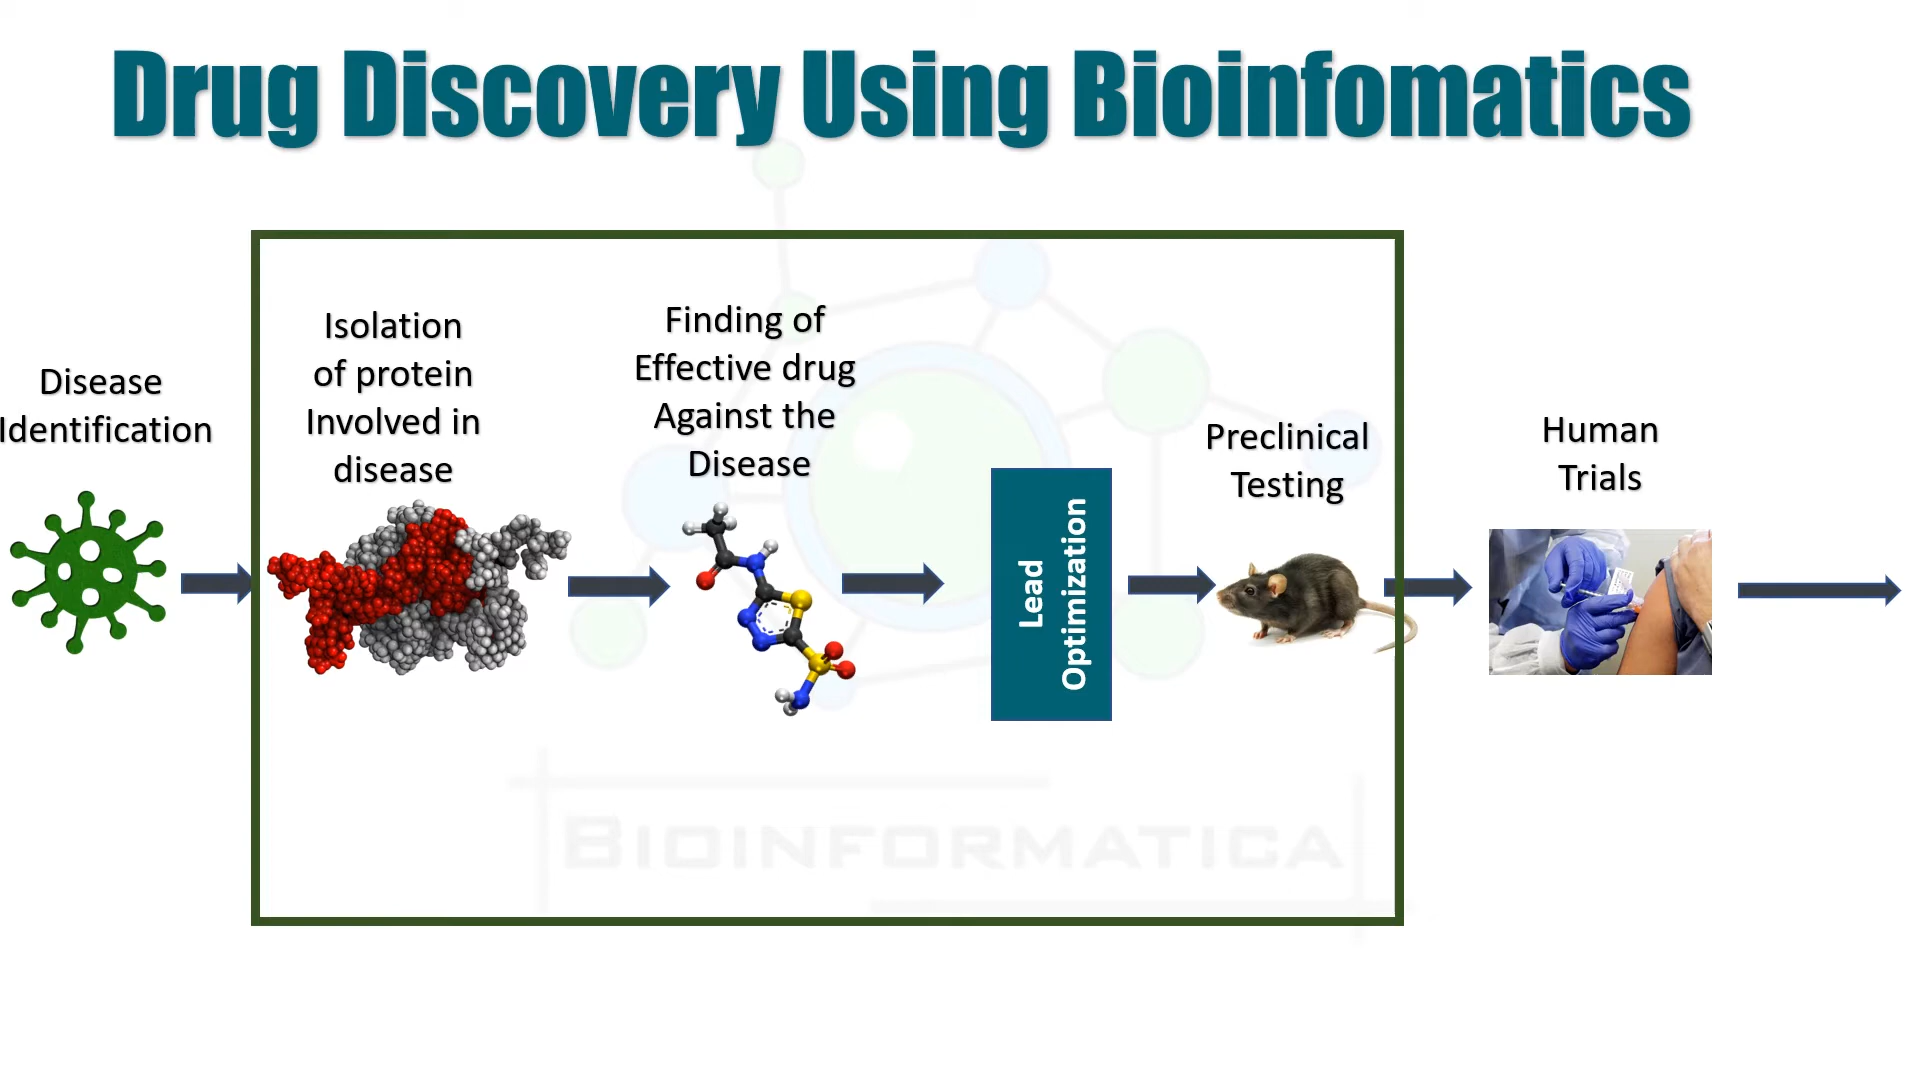 Drug Discovery Using Bioinfomatics
Disease
Identification
Isolation
of protein
Involved in
disease
Finding of
Effective drug
Against the
Disease
Lead
Optimization
Preclinical
Testing
Human
Trials
BIOINFORMATICA